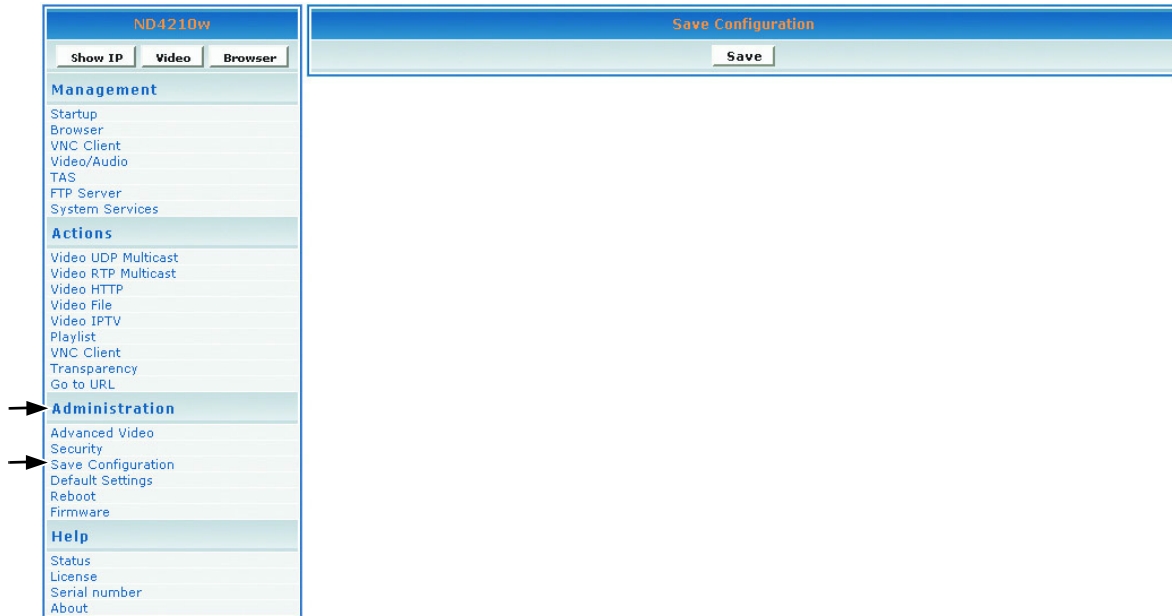 ND4210w
Show IP Video Browser
Management
Startup
Browser
VNC Client
Video/Audio
TAS
FTP Server
System Services
Actions
Video UDP Multicast
Video RTP Multicast
Video HTTP
Video File
Video IPTV
Playlist
VNC Client
Transparency
Go to URL
Administration
Advanced Video
Security
Save Configuration
Default Settings
Reboot
Firmware
Help
Status
License
Serial number
About
Save Configuration
Save